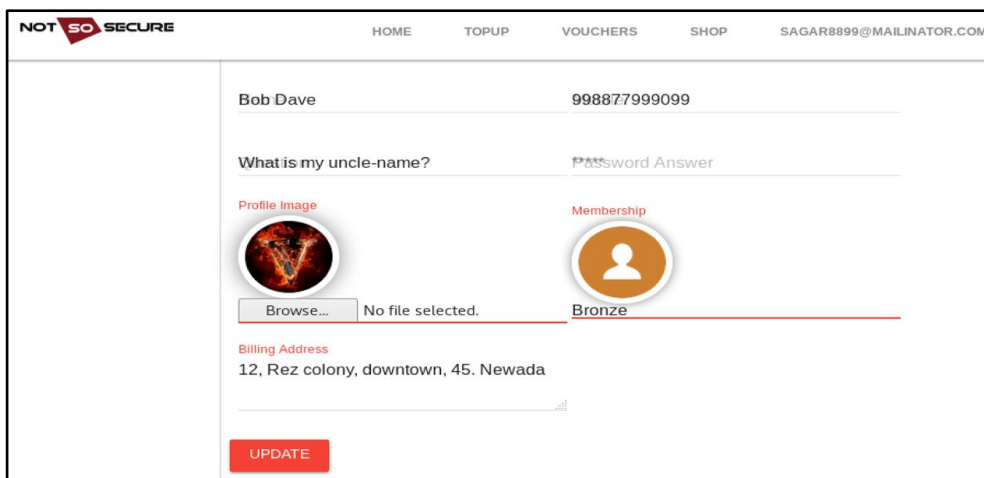 NOT SO SECURE
HOME TOPUP VOUCHERS SHOP SAGAR8899@MAILINATOR.COM
Bob Dave 998877999099
What is my uncle-name? Password Answer
Profile Image Membership
Browse... No file selected. Bronze
Billing Address
12, Rez colony, downtown, 45. Newada
UPDATE